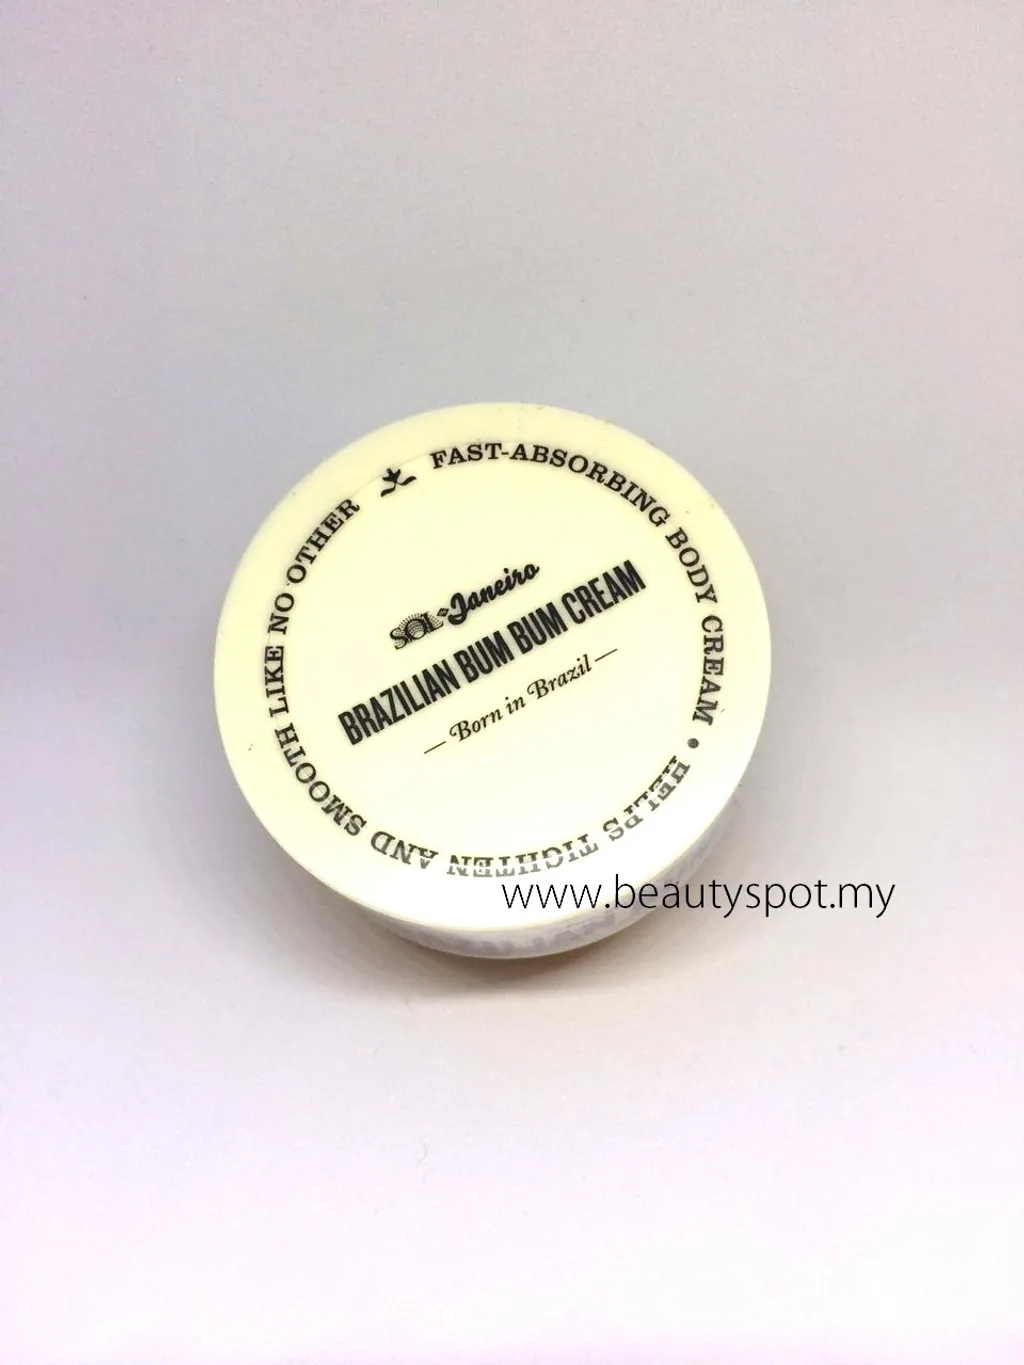 FAST-ABSORBING BODY CREAM • HELPS TIGHTEN AND SMOOTH LIKE NO OTHER
SOL de Janeiro
BRAZILIAN BUM BUM CREAM
— Born in Brazil —
www.beautyspot.my